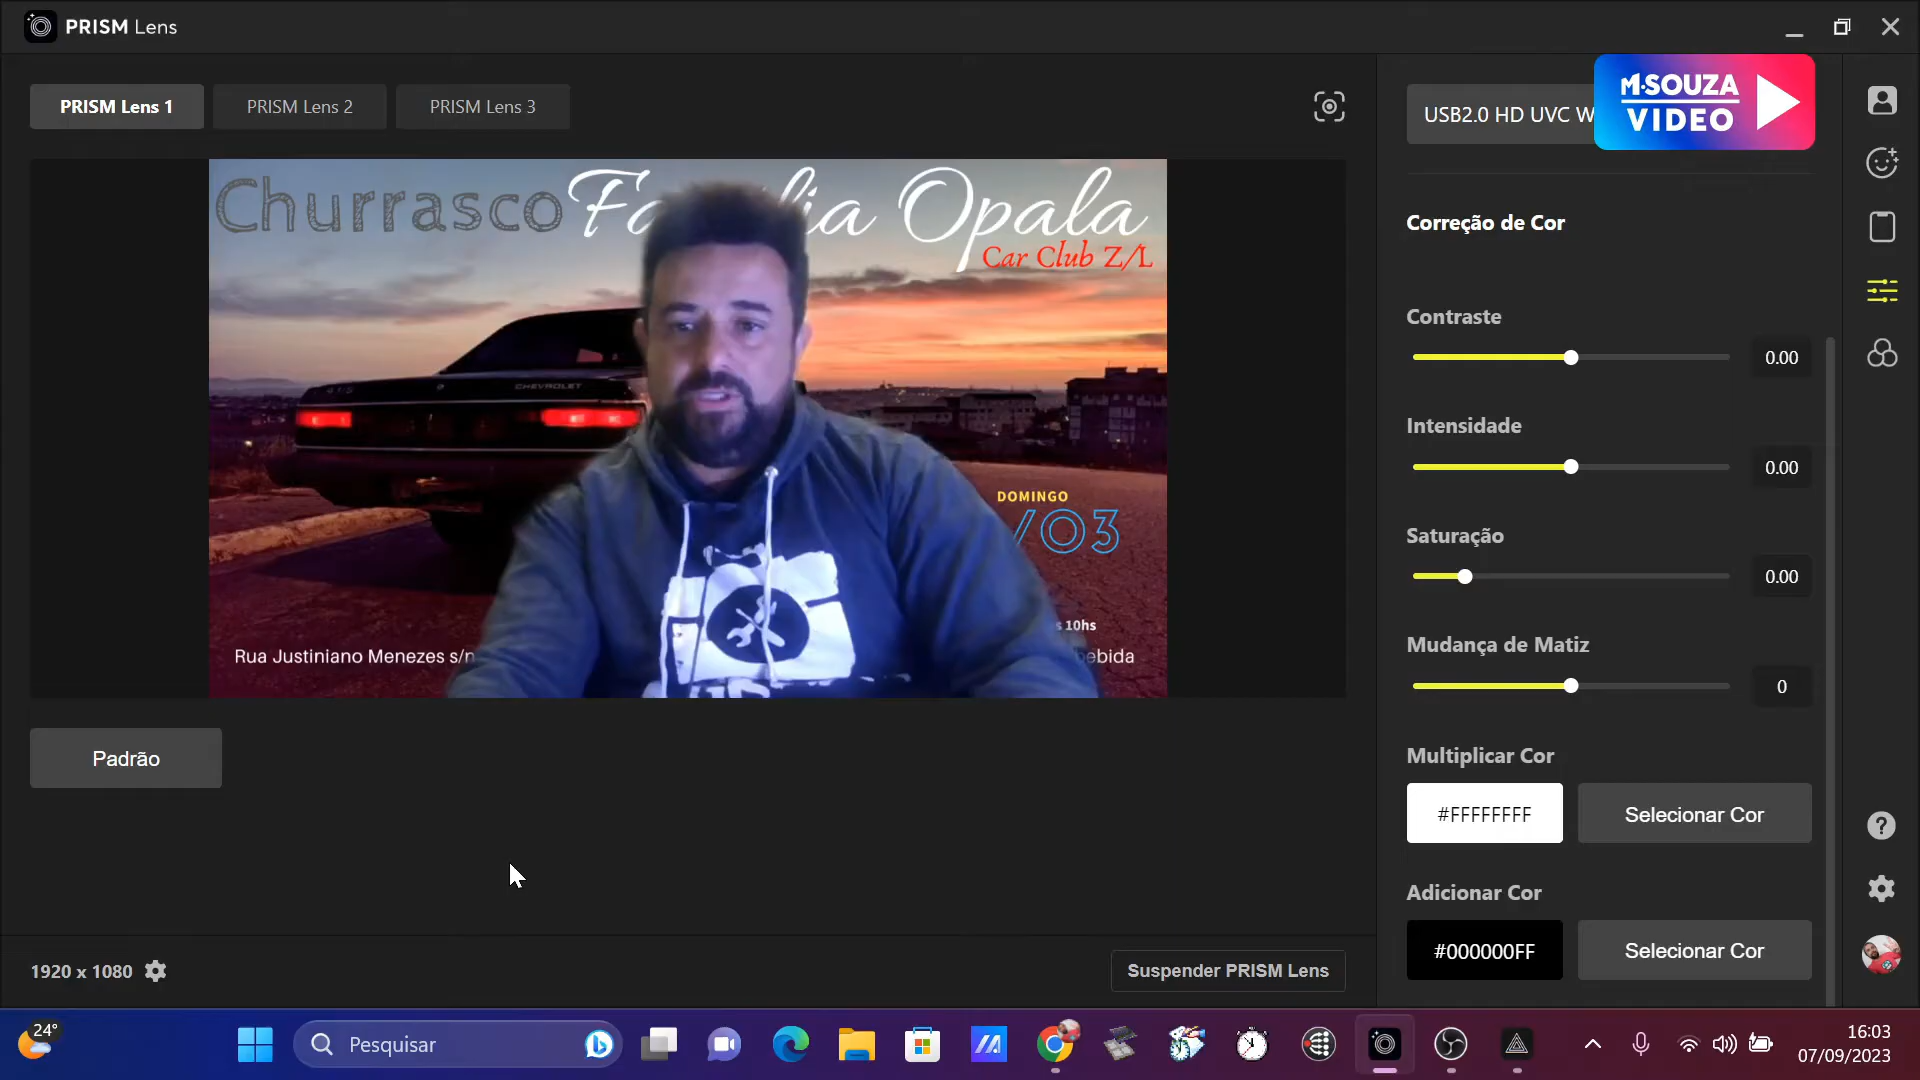 PRISM Lens
PRISM Lens 1
PRISM Lens 2
PRISM Lens 3
USB2.0 HD UVC W
M·SOUZA
VIDEO
Churrasco
Opala
Car Club Z/L
CHEVROLET
DOMINGO
/03
s 10hs
Rua Justiniano Menezes s/n
bebida
Correção de Cor
Contraste
0.00
Intensidade
0.00
Saturação
0.00
Mudança de Matiz
0
Multiplicar Cor
#FFFFFFFF
Selecionar Cor
Adicionar Cor
#000000FF
Selecionar Cor
Padrão
1920 x 1080
Suspender PRISM Lens
24°
Pesquisar
16:03
07/09/2023